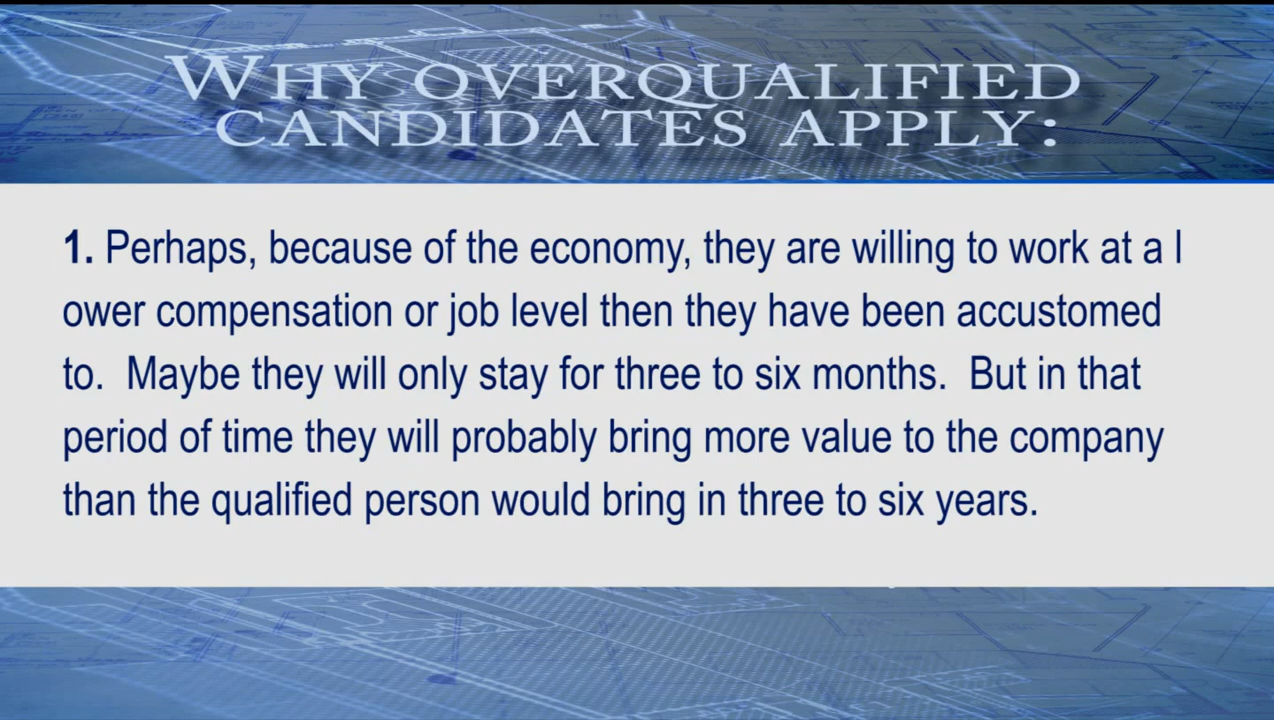 WHY OVERQUALIFIED
CANDIDATES APPLY:
1. Perhaps, because of the economy, they are willing to work at a l
ower compensation or job level then they have been accustomed
to.  Maybe they will only stay for three to six months.  But in that
period of time they will probably bring more value to the company
than the qualified person would bring in three to six years.